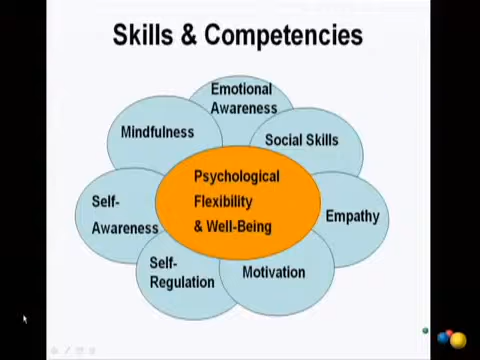 Skills & Competencies
Emotional
Awareness
Mindfulness
Social Skills
Psychological
Flexibility
& Well-Being
Self-
Awareness
Empathy
Self-
Regulation
Motivation